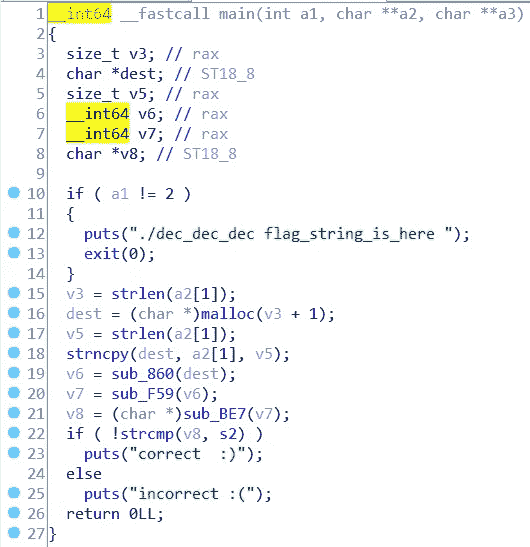 1 __int64 __fastcall main(int a1, char **a2, char **a3)
2 {
3 size_t v3; // rax
4 char *dest; // ST18_8
5 size_t v5; // rax
6 __int64 v6; // rax
7 __int64 v7; // rax
8 char *v8; // ST18_8
9
10 if ( a1 != 2 )
11 {
12 puts("./dec_dec_dec flag_string_is_here ");
13 exit(0);
14 }
15 v3 = strlen(a2[1]);
16 dest = (char *)malloc(v3 + 1);
17 v5 = strlen(a2[1]);
18 strncpy(dest, a2[1], v5);
19 v6 = sub_860(dest);
20 v7 = sub_F59(v6);
21 v8 = (char *)sub_BE7(v7);
22 if ( !strcmp(v8, s2) )
23 puts("correct  :)");
24 else
25 puts("incorrect :(");
26 return 0LL;
27 }